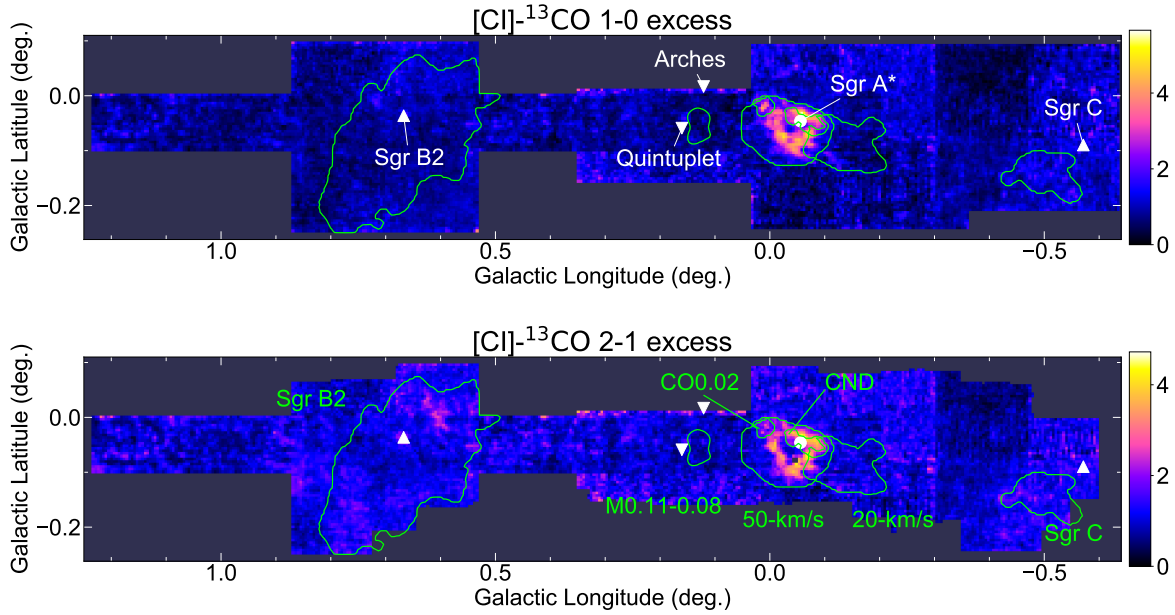 [CI]-¹³CO 1-0 excess
Galactic Latitude (deg.)
0.0
−0.2
Arches
Sgr A*
Sgr C
Sgr B2
Quintuplet
4
2
0
1.0
0.5
0.0
−0.5
Galactic Longitude (deg.)
[CI]-¹³CO 2-1 excess
Galactic Latitude (deg.)
0.0
−0.2
Sgr B2
CO0.02
CND
M0.11-0.08
50-km/s
20-km/s
Sgr C
4
2
0
1.0
0.5
0.0
−0.5
Galactic Longitude (deg.)